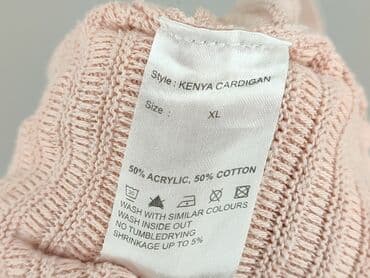 Style : KENYA CARDIGAN
Size : XL
50% ACRYLIC, 50% COTTON
WASH WITH SIMILAR COLOURS
WASH INSIDE OUT
NO TUMBLEDRYING
SHRINKAGE UP TO 5%